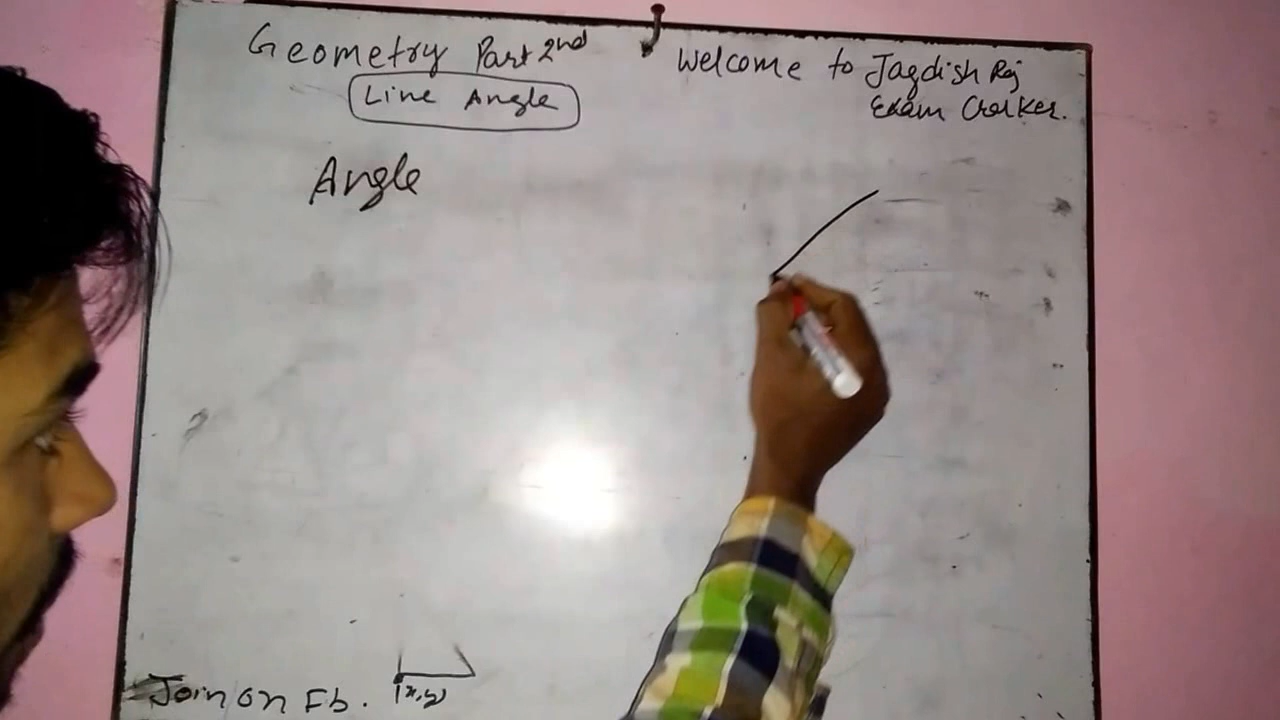 Geometry Part 2nd
Line Angle
Welcome to Jagdish Raj
Exam Cracker.
Angle
Join on Fb.
(x,y)